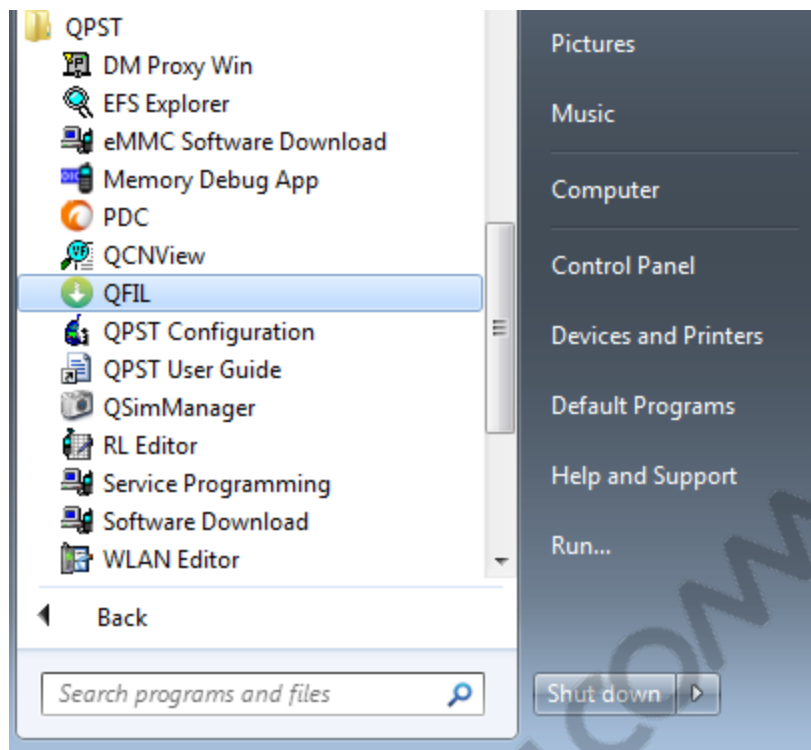 QPST
DM Proxy Win
EFS Explorer
eMMC Software Download
Memory Debug App
PDC
QCNView
QFIL
QPST Configuration
QPST User Guide
QSimManager
RL Editor
Service Programming
Software Download
WLAN Editor
Back
Search programs and files
Pictures
Music
Computer
Control Panel
Devices and Printers
Default Programs
Help and Support
Run...
Shut down